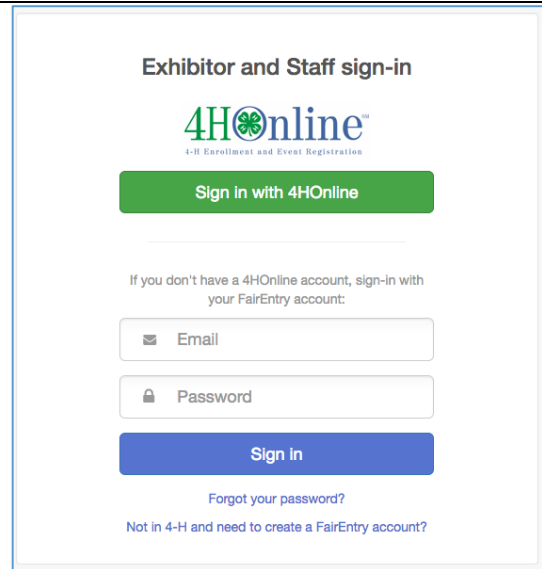 Exhibitor and Staff sign-in
4HOnline℠
4-H Enrollment and Event Registration
Sign in with 4HOnline
If you don't have a 4HOnline account, sign-in with
your FairEntry account:
Email
Password
Sign in
Forgot your password?
Not in 4-H and need to create a FairEntry account?